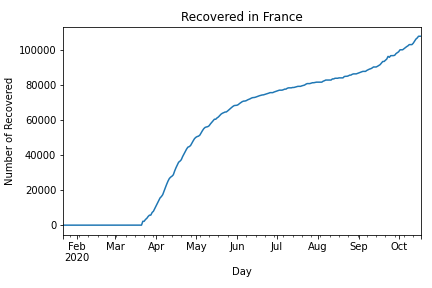 Recovered in France
Number of Recovered
100000
80000
60000
40000
20000
0
Feb Mar Apr May Jun Jul Aug Sep Oct
2020
Day